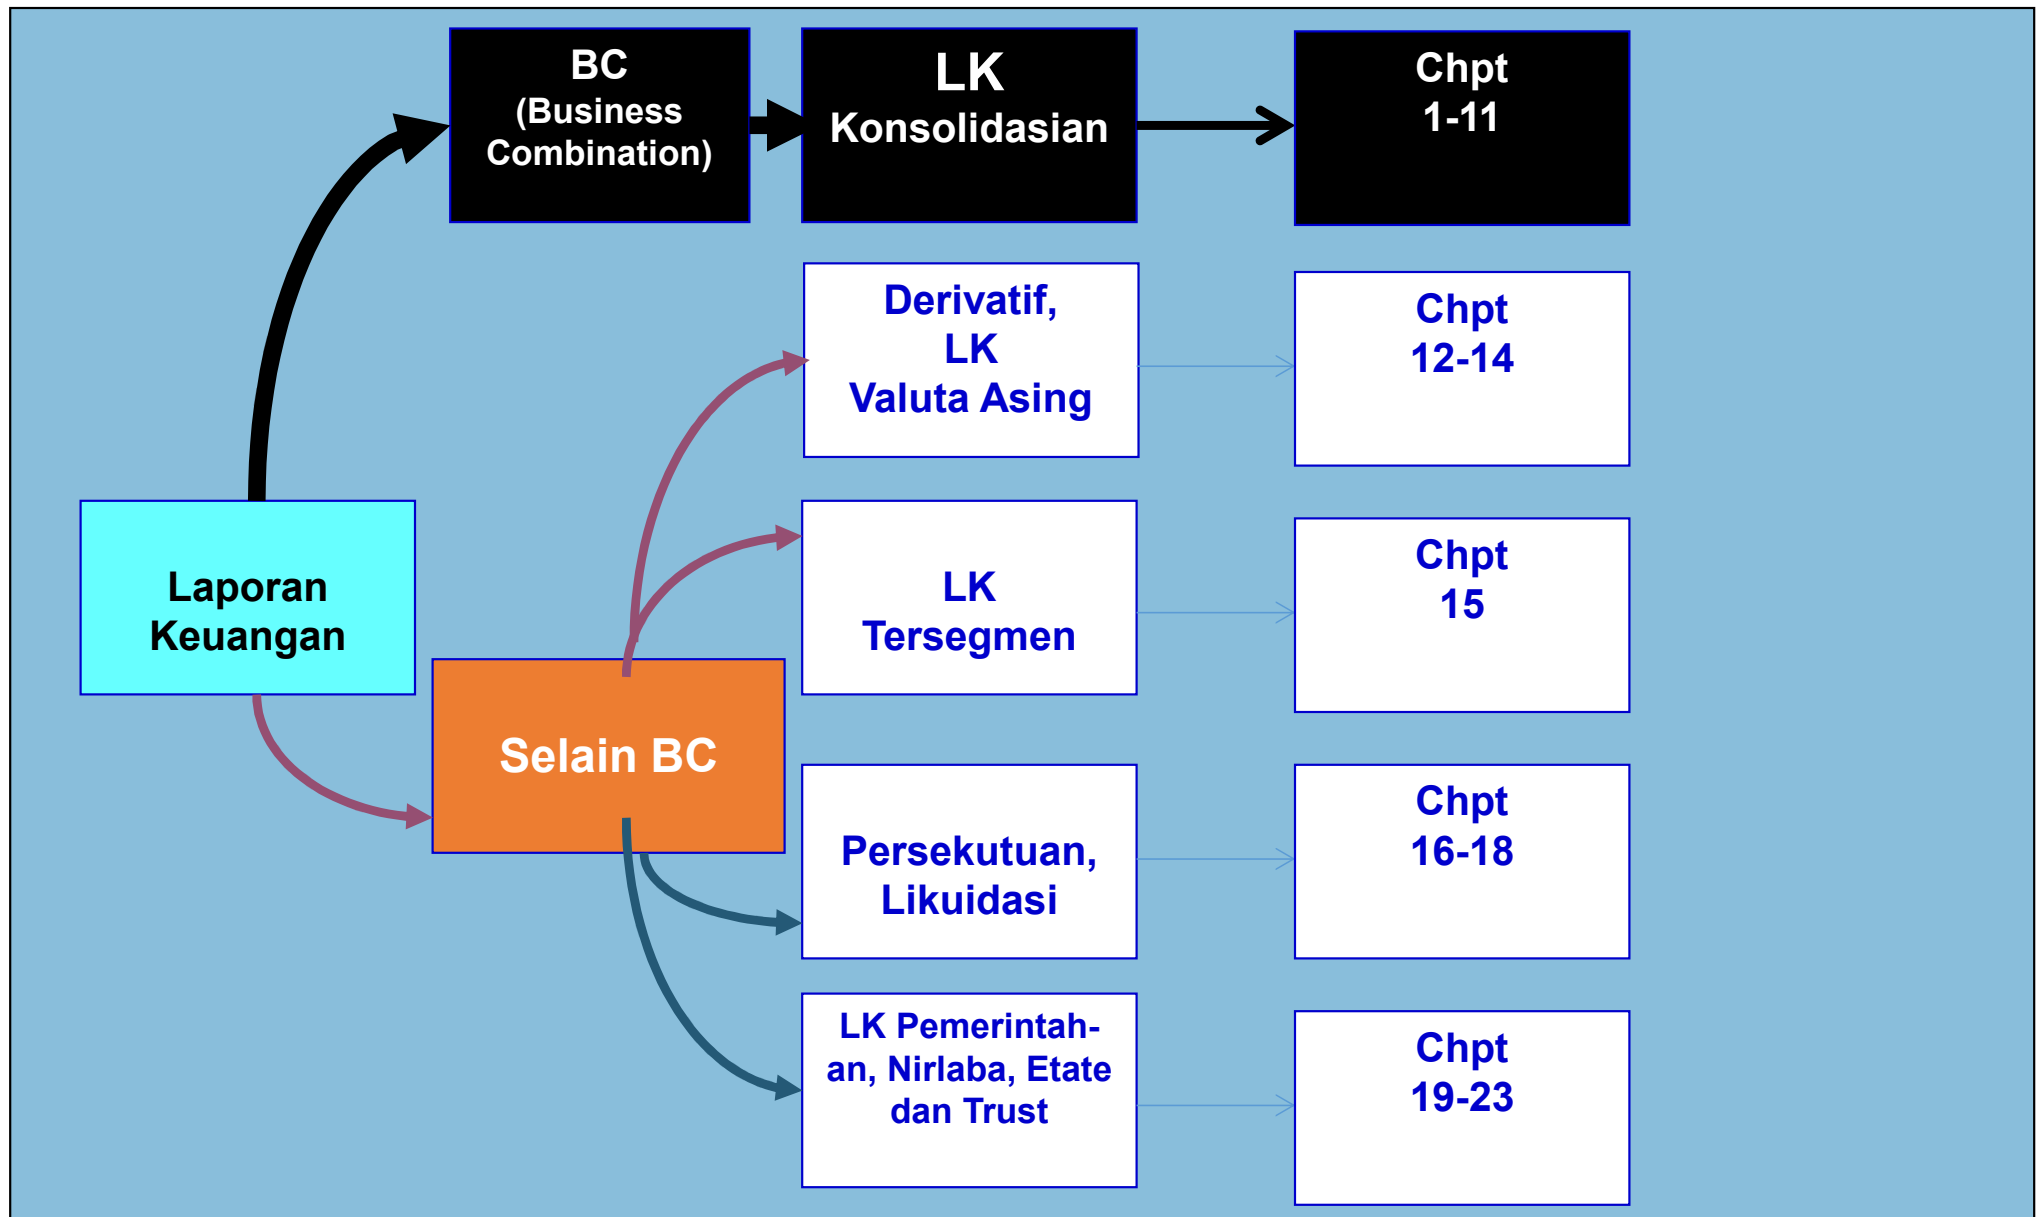 BC
(Business
Combination)
LK
Konsolidasian
Chpt
1-11
Derivatif,
LK
Valuta Asing
Chpt
12-14
Laporan
Keuangan
LK
Tersegmen
Chpt
15
Selain BC
Persekutuan,
Likuidasi
Chpt
16-18
LK Pemerintah-
an, Nirlaba, Etate
dan Trust
Chpt
19-23